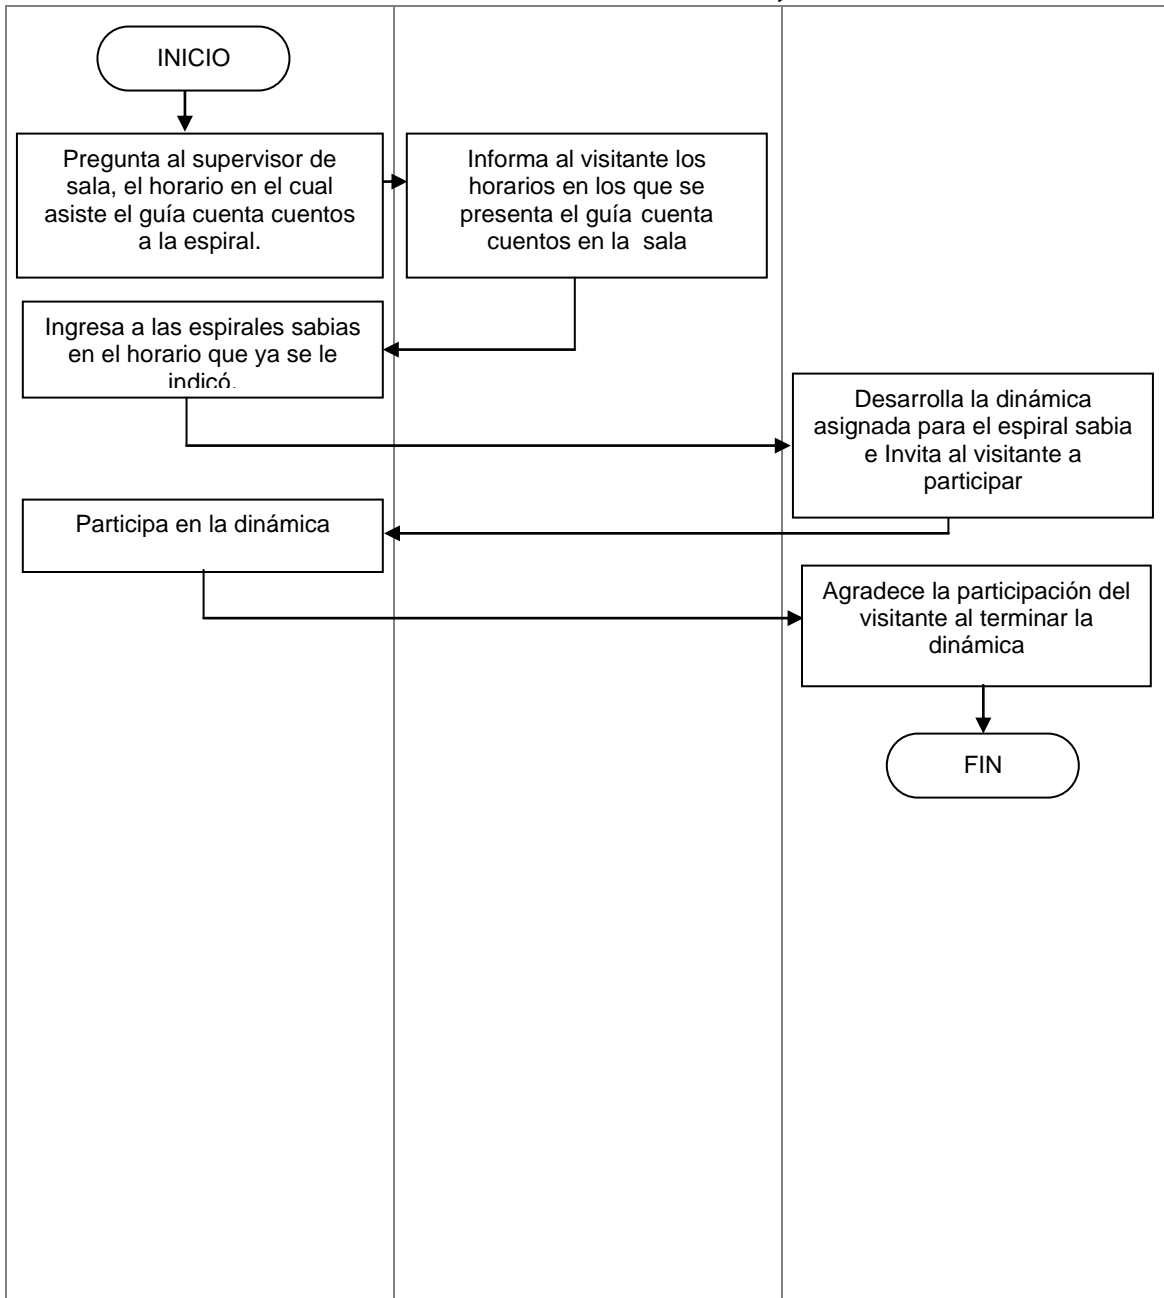 INICIO
Pregunta al supervisor de
sala, el horario en el cual
asiste el guía cuenta cuentos
a la espiral.
Informa al visitante los
horarios en los que se
presenta el guía cuenta
cuentos en la sala
Ingresa a las espirales sabias
en el horario que ya se le
indicó.
Desarrolla la dinámica
asignada para el espiral sabia
e Invita al visitante a
participar
Participa en la dinámica
Agradece la participación del
visitante al terminar la
dinámica
FIN